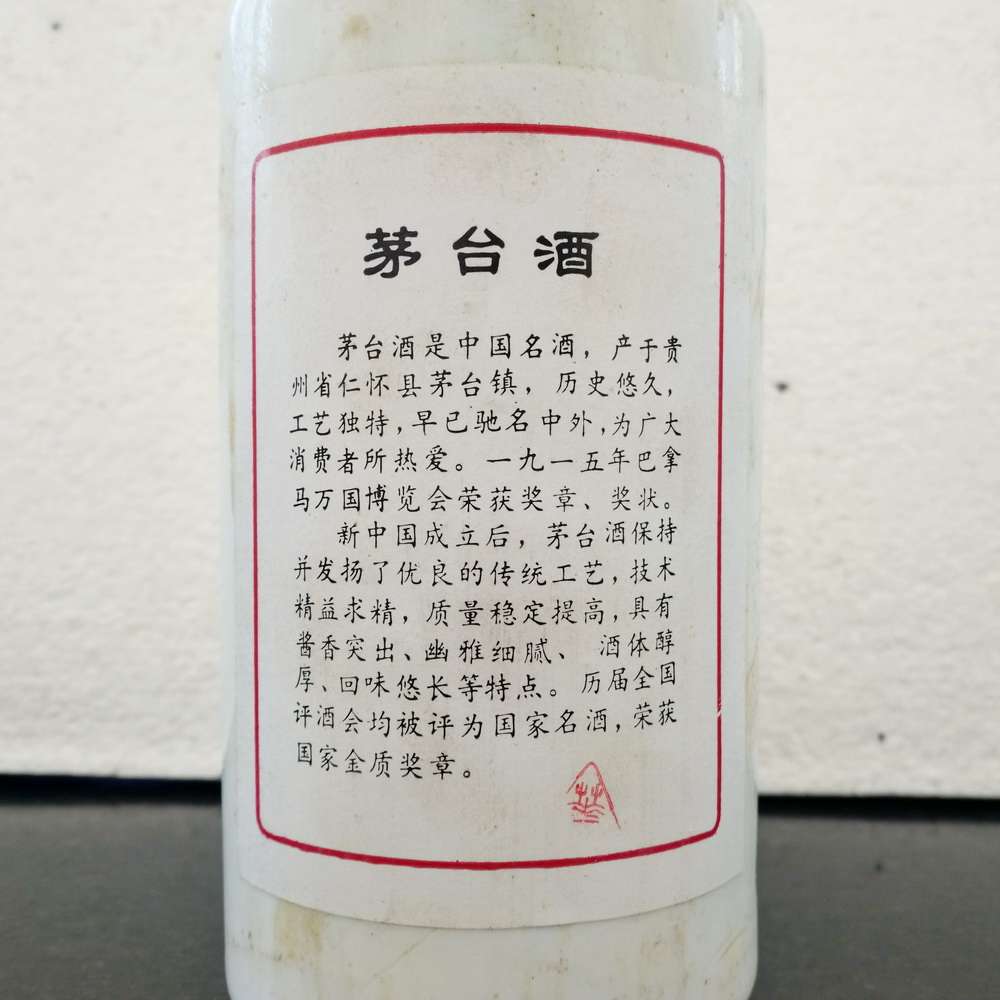 茅台酒
茅台酒是中国名酒，产于贵
州省仁怀县茅台镇，历史悠久，
工艺独特，早已驰名中外，为广大
消费者所热爱。一九一五年巴拿
马万国博览会荣获奖章、奖状。
新中国成立后，茅台酒保持
并发扬了优良的传统工艺，技术
精益求精，质量稳定提高，具有
酱香突出、幽雅细腻、酒体醇
厚、回味悠长等特点。历届全国
评酒会均被评为国家名酒，荣获
国家金质奖章。